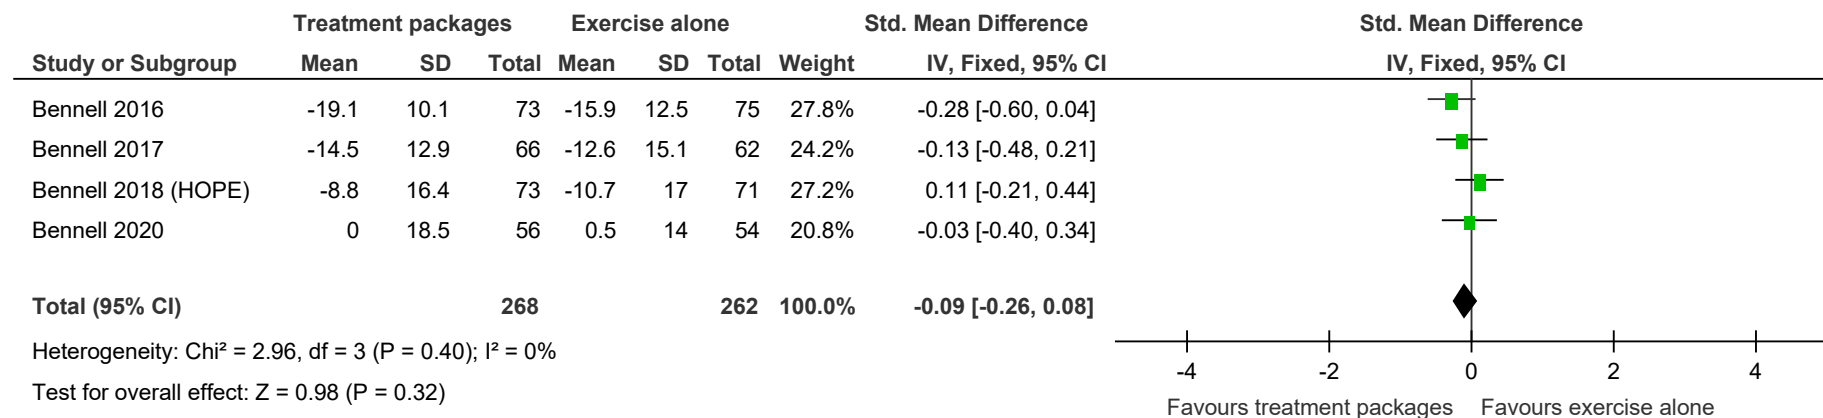 Treatment packages Exercise alone Std. Mean Difference Std. Mean Difference
Study or Subgroup Mean SD Total Mean SD Total Weight IV, Fixed, 95% CI IV, Fixed, 95% CI
Bennell 2016 -19.1 10.1 73 -15.9 12.5 75 27.8% -0.28 [-0.60, 0.04]
Bennell 2017 -14.5 12.9 66 -12.6 15.1 62 24.2% -0.13 [-0.48, 0.21]
Bennell 2018 (HOPE) -8.8 16.4 73 -10.7 17 71 27.2% 0.11 [-0.21, 0.44]
Bennell 2020 0 18.5 56 0.5 14 54 20.8% -0.03 [-0.40, 0.34]
Total (95% CI) 268 262 100.0% -0.09 [-0.26, 0.08]
Heterogeneity: Chi² = 2.96, df = 3 (P = 0.40); I² = 0%
Test for overall effect: Z = 0.98 (P = 0.32)
-4 -2 0 2 4
Favours treatment packages Favours exercise alone